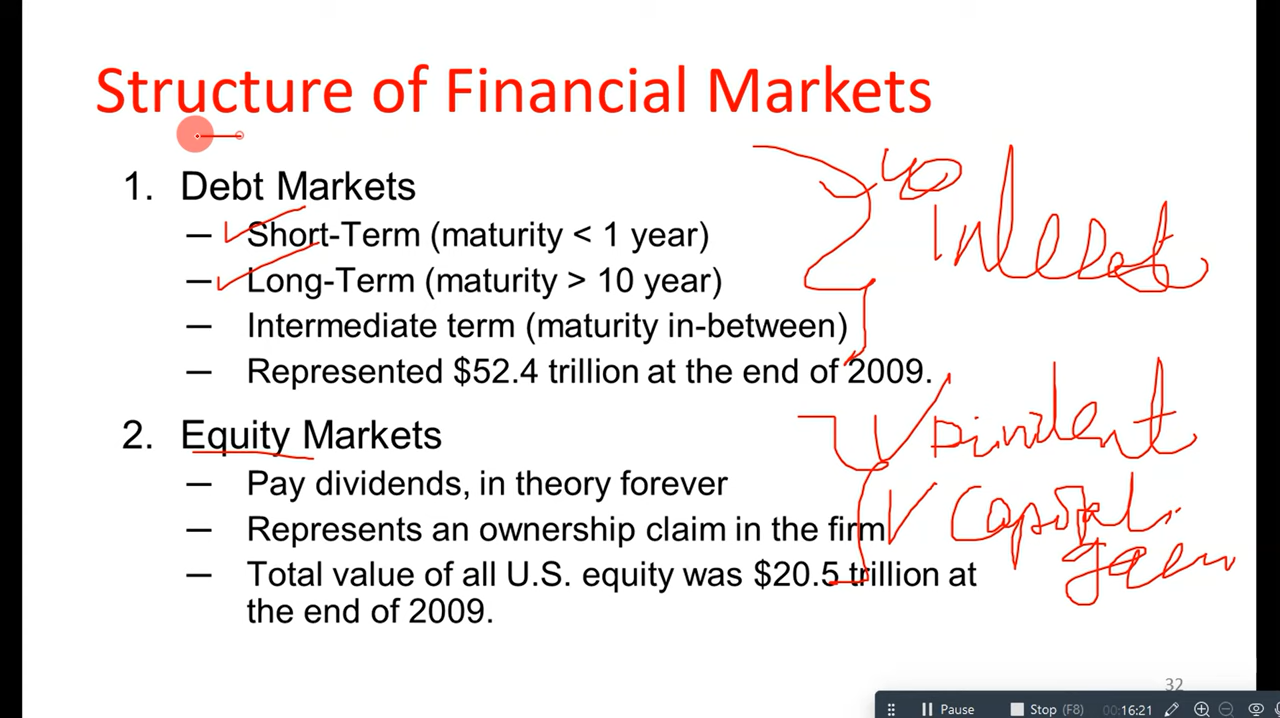 Structure of Financial Markets
1. Debt Markets
— Short-Term (maturity < 1 year)
— Long-Term (maturity > 10 year)
— Intermediate term (maturity in-between)
— Represented $52.4 trillion at the end of 2009.
Interest
2. Equity Markets
— Pay dividends, in theory forever
— Represents an ownership claim in the firm
— Total value of all U.S. equity was $20.5 trillion at
the end of 2009.
Dividend
Capital
gain
32
Pause
Stop (F8)
00:16:21